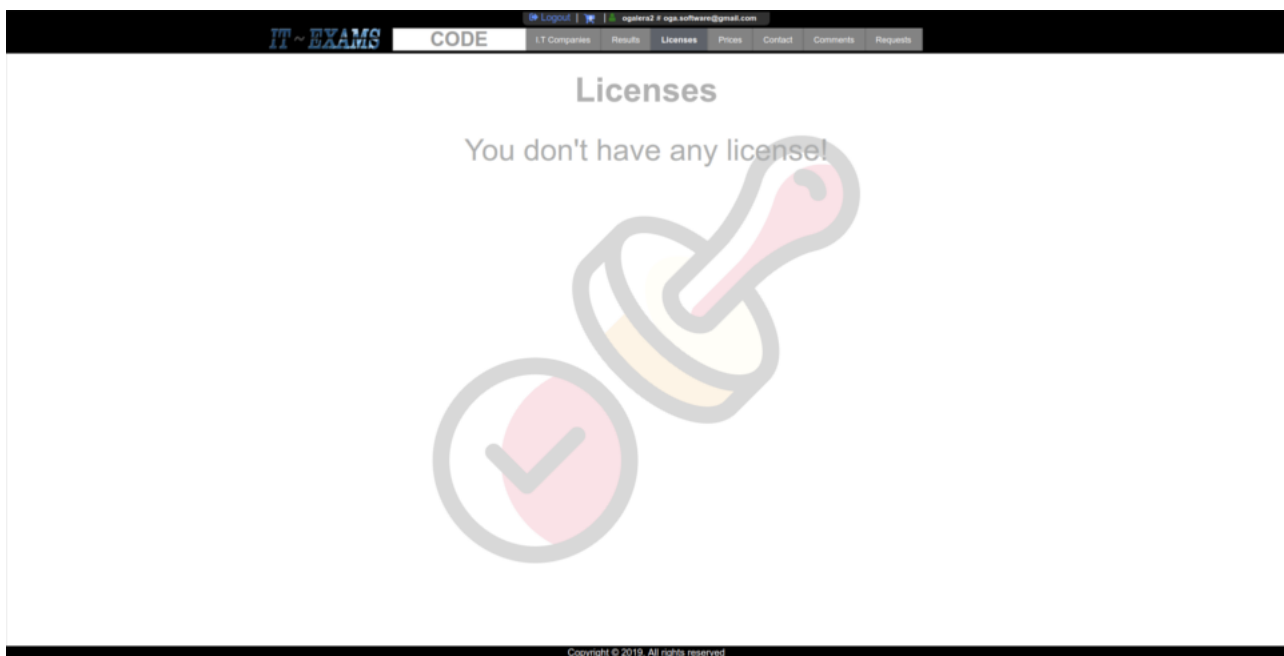 Logout | | ogalera2 # oga.software@gmail.com
IT ~ EXAMS CODE I.T Companies Results Licenses Prices Contact Comments Requests
Licenses
You don't have any license!
Copyright © 2019. All rights reserved